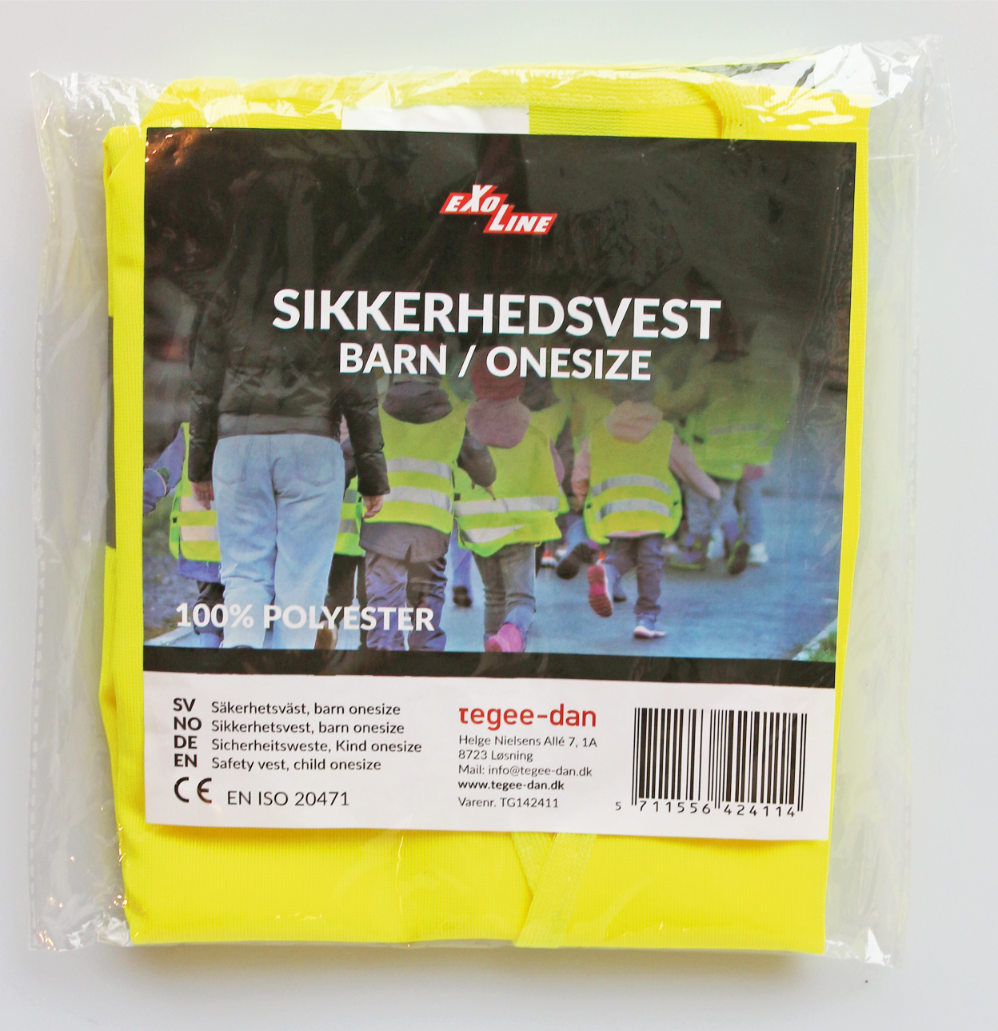 EXO
LINE
SIKKERHEDSVEST
BARN / ONESIZE
100% POLYESTER
SV Säkerhetsväst, barn onesize
NO Sikkerhetsvest, barn onesize
DE Sicherheitsweste, Kind onesize
EN Safety vest, child onesize
CE EN ISO 20471
tegee-dan
Helge Nielsens Allé 7, 1A
8723 Løsning
Mail: info@tegee-dan.dk
www.tegee-dan.dk
Varenr. TG142411
5 711556 424114